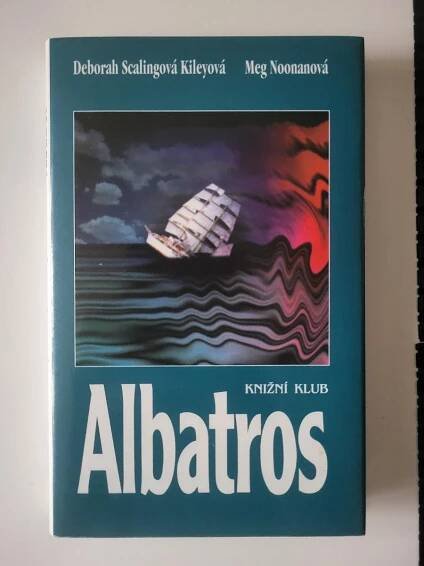 Deborah Scalingová Kileyová Meg Noonanová
KNIŽNÍ KLUB
Albatros